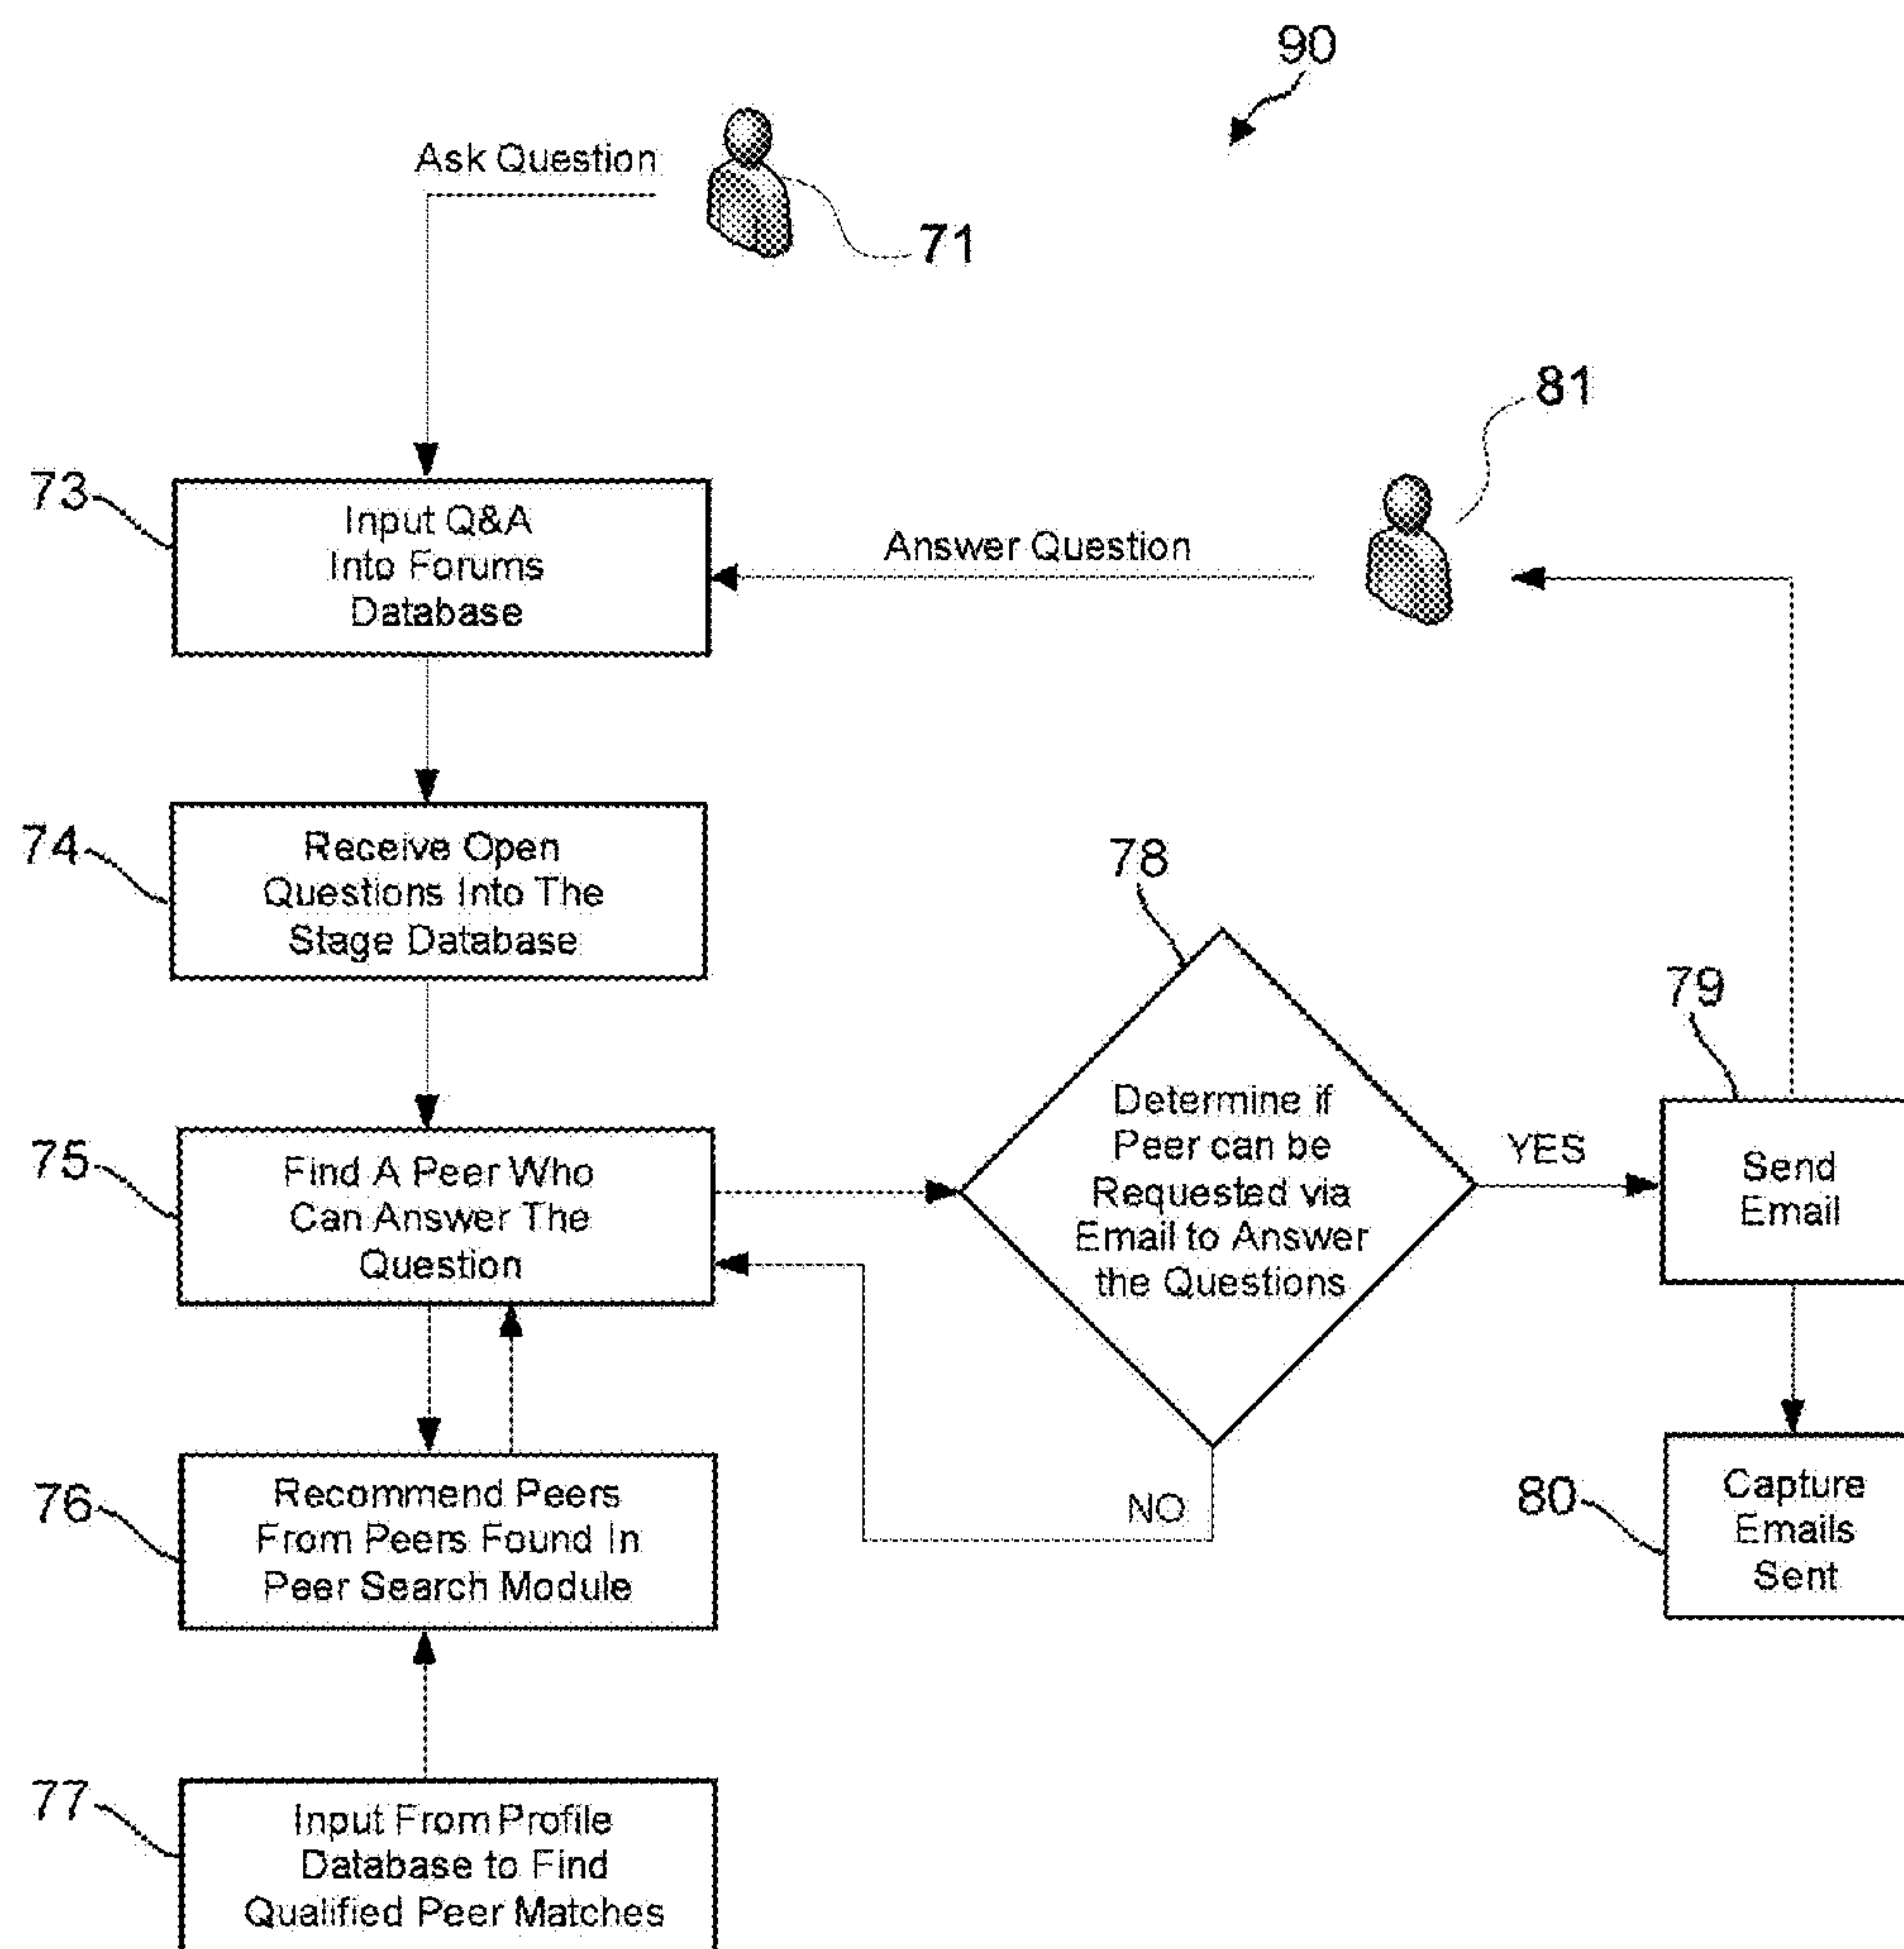 90
Ask Question
71
81
73
Input Q&A
Into Forums
Database
Answer Question
74
Receive Open
Questions Into The
Stage Database
78
79
75
Find A Peer Who
Can Answer The
Question
Determine if
Peer can be
Requested via
Email to Answer
the Questions
YES
Send
Email
NO
76
Recommend Peers
From Peers Found In
Peer Search Module
80
Capture
Emails
Sent
77
Input From Profile
Database to Find
Qualified Peer Matches